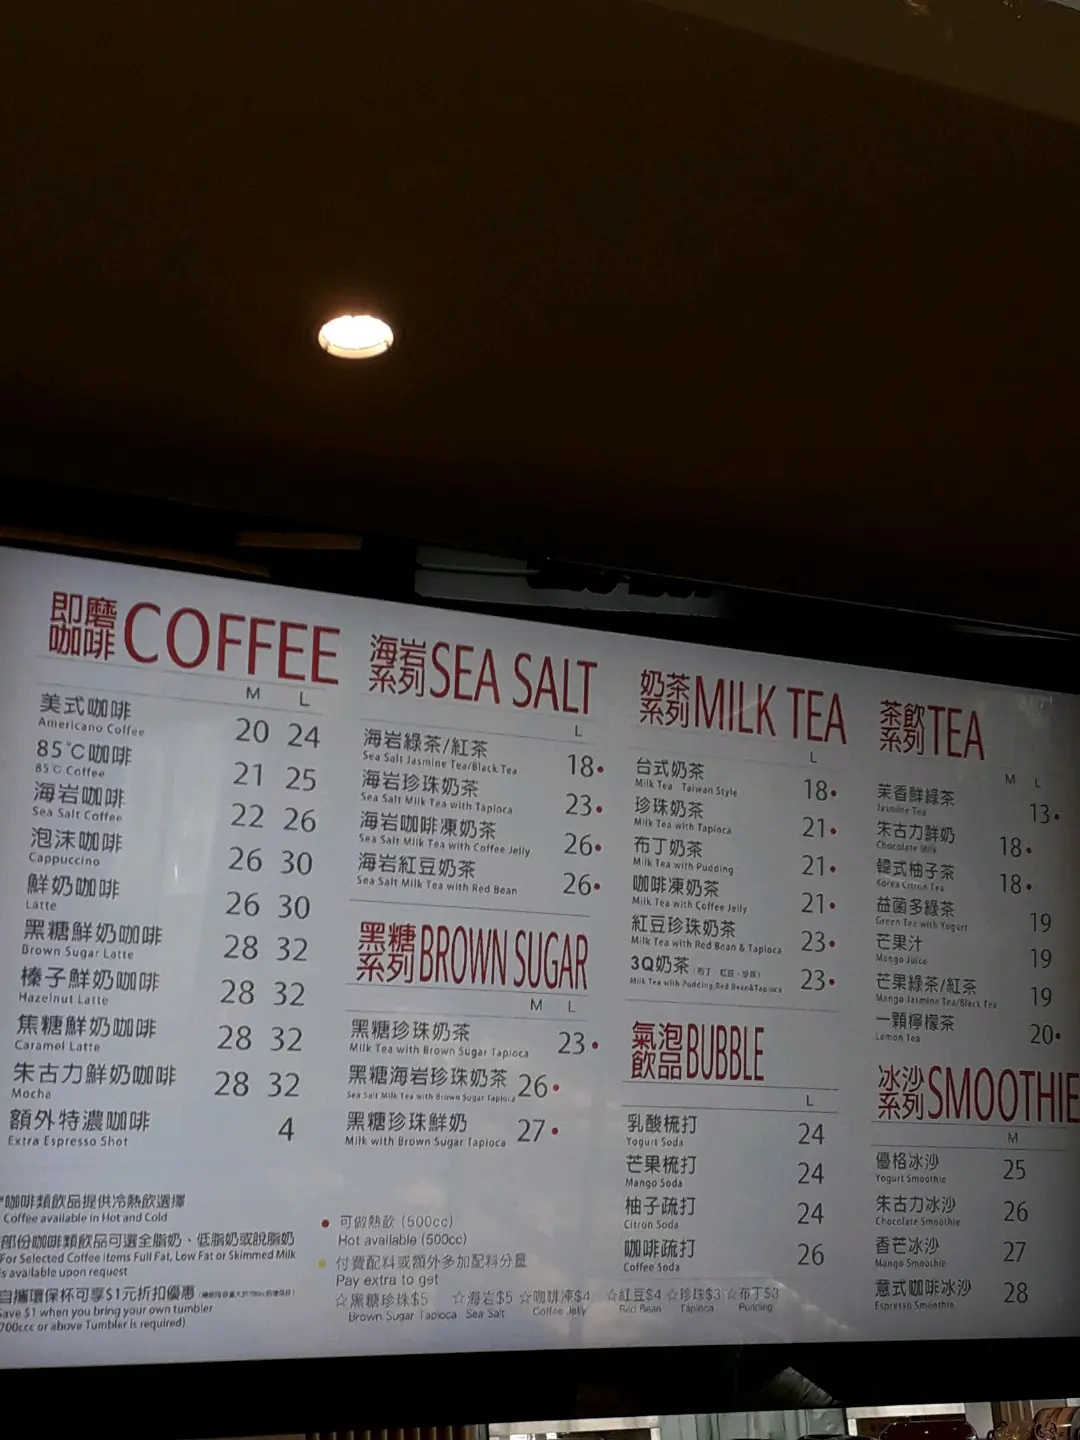 即磨咖啡 COFFEE
M L
美式咖啡 20 24
Americano Coffee
85℃咖啡 21 25
85℃ Coffee
海岩咖啡 22 26
Sea Salt Coffee
泡沫咖啡 26 30
Cappuccino
鮮奶咖啡 26 30
Latte
黑糖鮮奶咖啡 28 32
Brown Sugar Latte
榛子鮮奶咖啡 28 32
Hazelnut Latte
焦糖鮮奶咖啡 28 32
Caramel Latte
朱古力鮮奶咖啡 28 32
Mocha
額外特濃咖啡 4
Extra Espresso Shot
*咖啡類飲品提供冷熱飲選擇
Coffee available in Hot and Cold
部份咖啡類飲品可選全脂奶、低脂奶或脫脂奶
For Selected Coffee Items Full Fat, Low Fat or Skimmed Milk
is available upon request
自攜環保杯可享$1元折扣優惠
Save $1 when you bring your own tumbler
700ccc or above Tumbler is required)
海岩系列 SEA SALT
L
海岩綠茶/紅茶 18•
Sea Salt Jasmine Tea/Black Tea
海岩珍珠奶茶 23•
Sea Salt Milk Tea with Tapioca
海岩咖啡凍奶茶 26•
Sea Salt Milk Tea with Coffee Jelly
海岩紅豆奶茶 26•
Sea Salt Milk Tea with Red Bean
黑糖系列 BROWN SUGAR
M L
黑糖珍珠奶茶 23•
Milk Tea with Brown Sugar Tapioca
黑糖海岩珍珠奶茶 26•
Sea Salt Milk Tea with Brown Sugar Tapioca
黑糖珍珠鮮奶 27•
Milk with Brown Sugar Tapioca
• 可做熱飲 (500cc)
Hot available (500cc)
• 付費配料或額外多加配料分量
Pay extra to get
☆黑糖珍珠$5 ☆海岩$5 ☆咖啡凍$4 ☆紅豆$4 ☆珍珠$3 ☆布丁$3
Brown Sugar Tapioca Sea Salt Coffee Jelly Red Bean Tapioca Pudding
奶茶系列 MILK TEA
L
台式奶茶 18•
Milk Tea Taiwan Style
珍珠奶茶 21•
Milk Tea with Tapioca
布丁奶茶 21•
Milk Tea with Pudding
咖啡凍奶茶 21•
Milk Tea with Coffee Jelly
紅豆珍珠奶茶 23•
Milk Tea with Red Bean & Tapioca
3Q奶茶 (布丁、紅豆、珍珠) 23•
Milk Tea with Pudding,Red Bean&Tapioca
氣泡飲品 BUBBLE
L
乳酸梳打 24
Yogurt Soda
芒果梳打 24
Mango Soda
柚子疏打 24
Citron Soda
咖啡疏打 26
Coffee Soda
茶飲系列 TEA
M L
茉香鮮綠茶 13•
Jasmine Tea
朱古力鮮奶 18•
Chocolate Milk
韓式柚子茶 18•
Korea Citron Tea
益菌多綠茶 19
Green Tea with Yogurt
芒果汁 19
Mango Juice
芒果綠茶/紅茶 19
Mango Jasmine Tea/Black Tea
一顆檸檬茶 20•
Lemon Tea
冰沙系列 SMOOTHIE
M
優格冰沙 25
Yogurt Smoothie
朱古力冰沙 26
Chocolate Smoothie
香芒冰沙 27
Mango Smoothie
意式咖啡冰沙 28
Espresso Smoothie